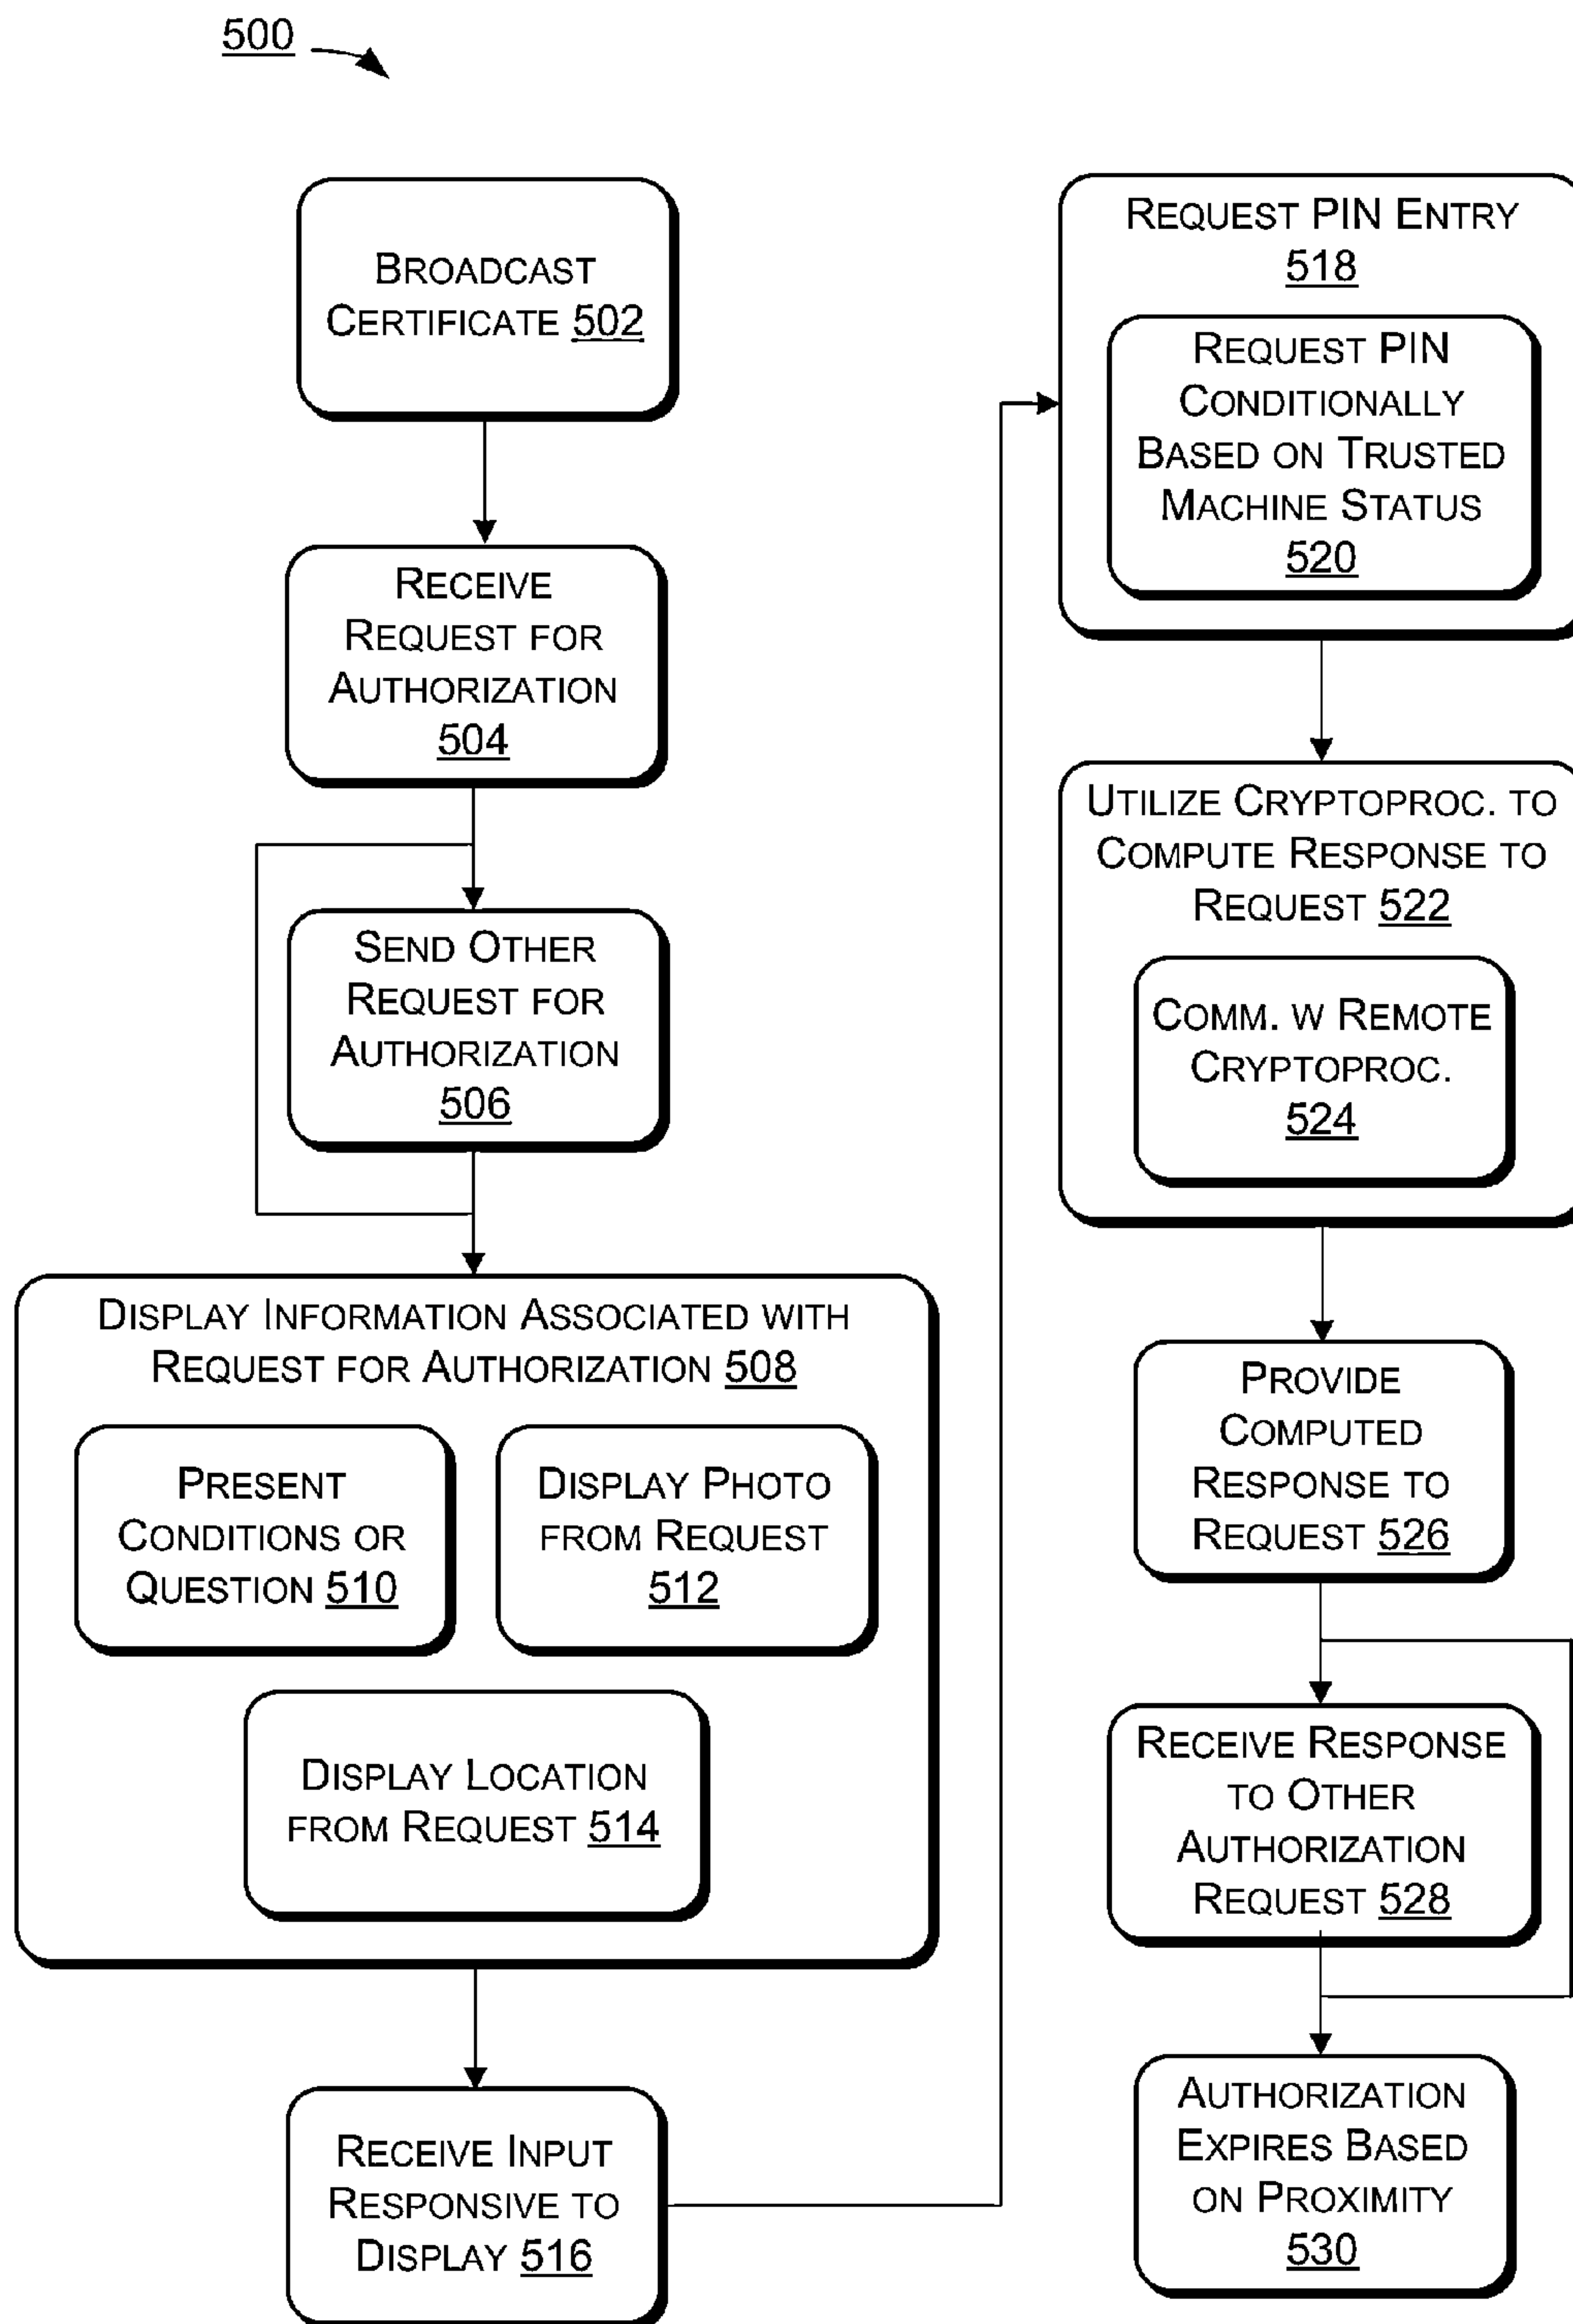 500
BROADCAST
CERTIFICATE 502
RECEIVE
REQUEST FOR
AUTHORIZATION
504
SEND OTHER
REQUEST FOR
AUTHORIZATION
506
DISPLAY INFORMATION ASSOCIATED WITH
REQUEST FOR AUTHORIZATION 508
PRESENT
CONDITIONS OR
QUESTION 510
DISPLAY PHOTO
FROM REQUEST
512
DISPLAY LOCATION
FROM REQUEST 514
RECEIVE INPUT
RESPONSIVE TO
DISPLAY 516
REQUEST PIN ENTRY
518
REQUEST PIN
CONDITIONALLY
BASED ON TRUSTED
MACHINE STATUS
520
UTILIZE CRYPTOPROC. TO
COMPUTE RESPONSE TO
REQUEST 522
COMM. W REMOTE
CRYPTOPROC.
524
PROVIDE
COMPUTED
RESPONSE TO
REQUEST 526
RECEIVE RESPONSE
TO OTHER
AUTHORIZATION
REQUEST 528
AUTHORIZATION
EXPIRES BASED
ON PROXIMITY
530